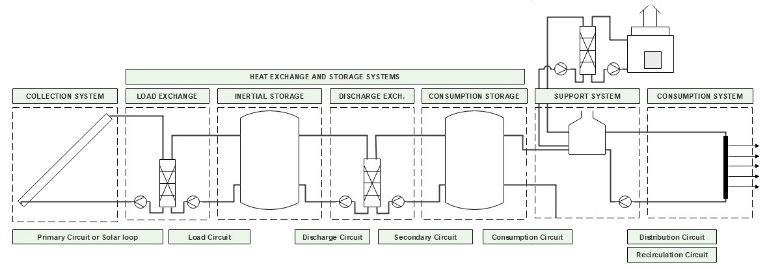 HEAT EXCHANGE AND STORAGE SYSTEMS
COLLECTION SYSTEM
LOAD EXCHANGE
INERTIAL STORAGE
DISCHARGE EXCH.
CONSUMPTION STORAGE
SUPPORT SYSTEM
CONSUMPTION SYSTEM
Primary Circuit or Solar loop
Load Circuit
Discharge Circuit
Secondary Circuit
Consumption Circuit
Distribution Circuit
Recirculation Circuit